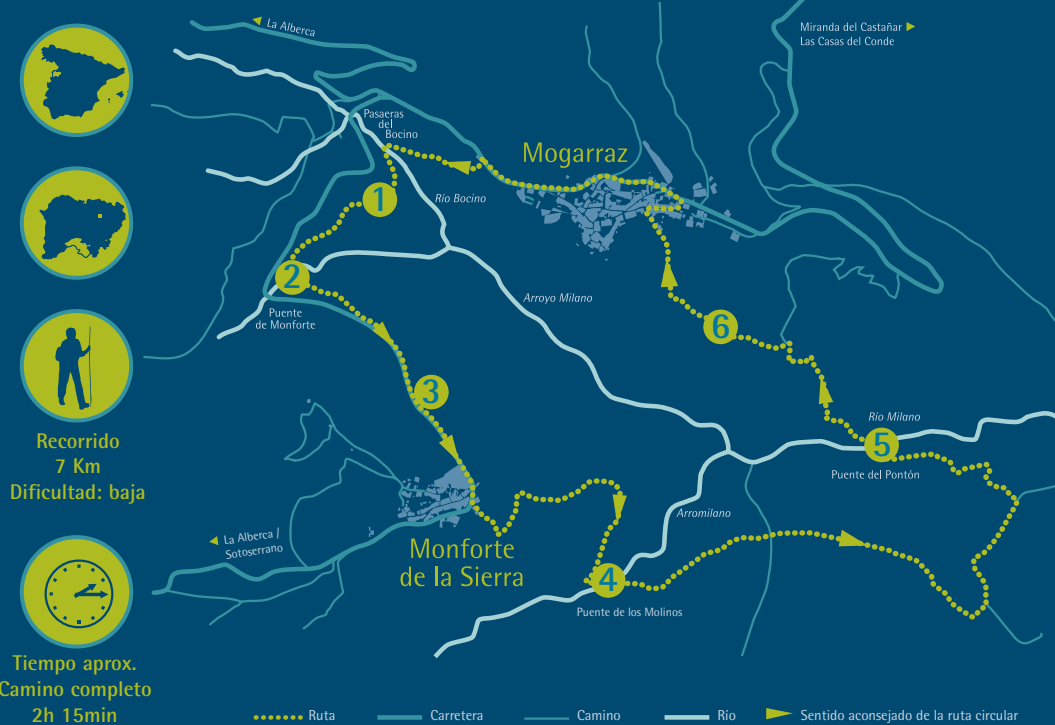 La Alberca
Miranda del Castañar
Las Casas del Conde
Pasaeras
del
Bocino
Mogarraz
1
Río Bocino
2
Puente
de Monforte
Arroyo Milano
6
3
Recorrido
7 Km
Dificultad: baja
Río Milano
5
Puente del Pontón
La Alberca /
Sotoserrano
Monforte
de la Sierra
Arromilano
4
Puente de los Molinos
Tiempo aprox.
Camino completo
2h 15min
Ruta
Carretera
Camino
Río
Sentido aconsejado de la ruta circular